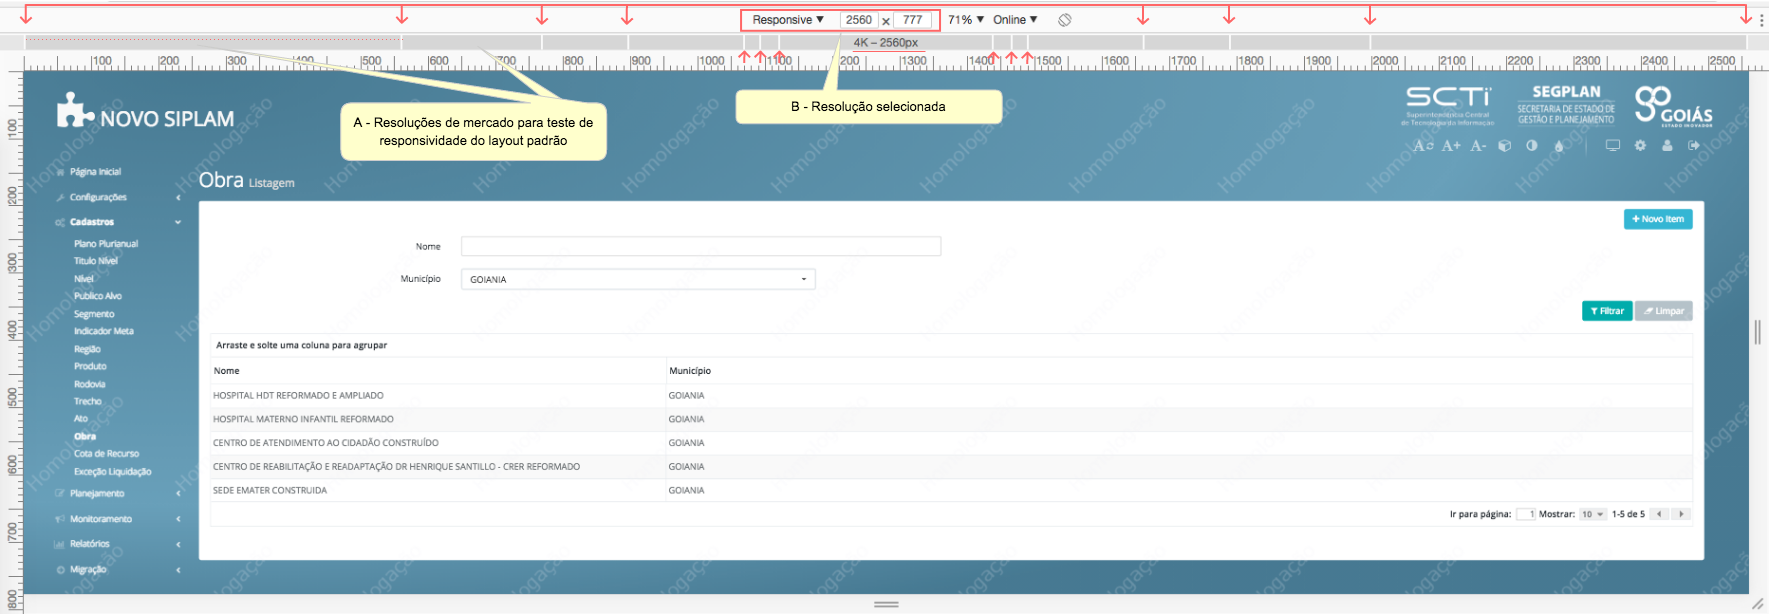 Responsive ▼ 2560 x 777 71% ▼ Online ▼
4K – 2560px
100 200 300 400 500 600 700 800 900 1000 1100 200 1300 1400 1500 1600 1700 1800 1900 2000 2100 2200 2300 2400 2500
100
200
300
400
500
600
700
800
A - Resoluções de mercado para teste de
responsividade do layout padrão
B - Resolução selecionada
NOVO SIPLAM
SCTi
Superintendência Central
de Tecnologia da Informação
SEGPLAN
SECRETARIA DE ESTADO DE
GESTÃO E PLANEJAMENTO
GOIÁS
ESTADO INOVADOR
A A+ A-
Página Inicial
Configurações
Cadastros
Plano Plurianual
Titulo Nível
Nível
Publico Alvo
Segmento
Indicador Meta
Região
Produto
Rodovia
Trecho
Ato
Obra
Cota de Recurso
Exceção Liquidação
Planejamento
Monitoramento
Relatórios
Migração
Obra Listagem
+ Novo Item
Nome
Município GOIANIA
Filtrar Limpar
Arraste e solte uma coluna para agrupar
Nome Município
HOSPITAL HDT REFORMADO E AMPLIADO GOIANIA
HOSPITAL MATERNO INFANTIL REFORMADO GOIANIA
CENTRO DE ATENDIMENTO AO CIDADÃO CONSTRUÍDO GOIANIA
CENTRO DE REABILITAÇÃO E READAPTAÇÃO DR HENRIQUE SANTILLO - CRER REFORMADO GOIANIA
SEDE EMATER CONSTRUIDA GOIANIA
Ir para página: 1 Mostrar: 10 1-5 de 5
Homologação